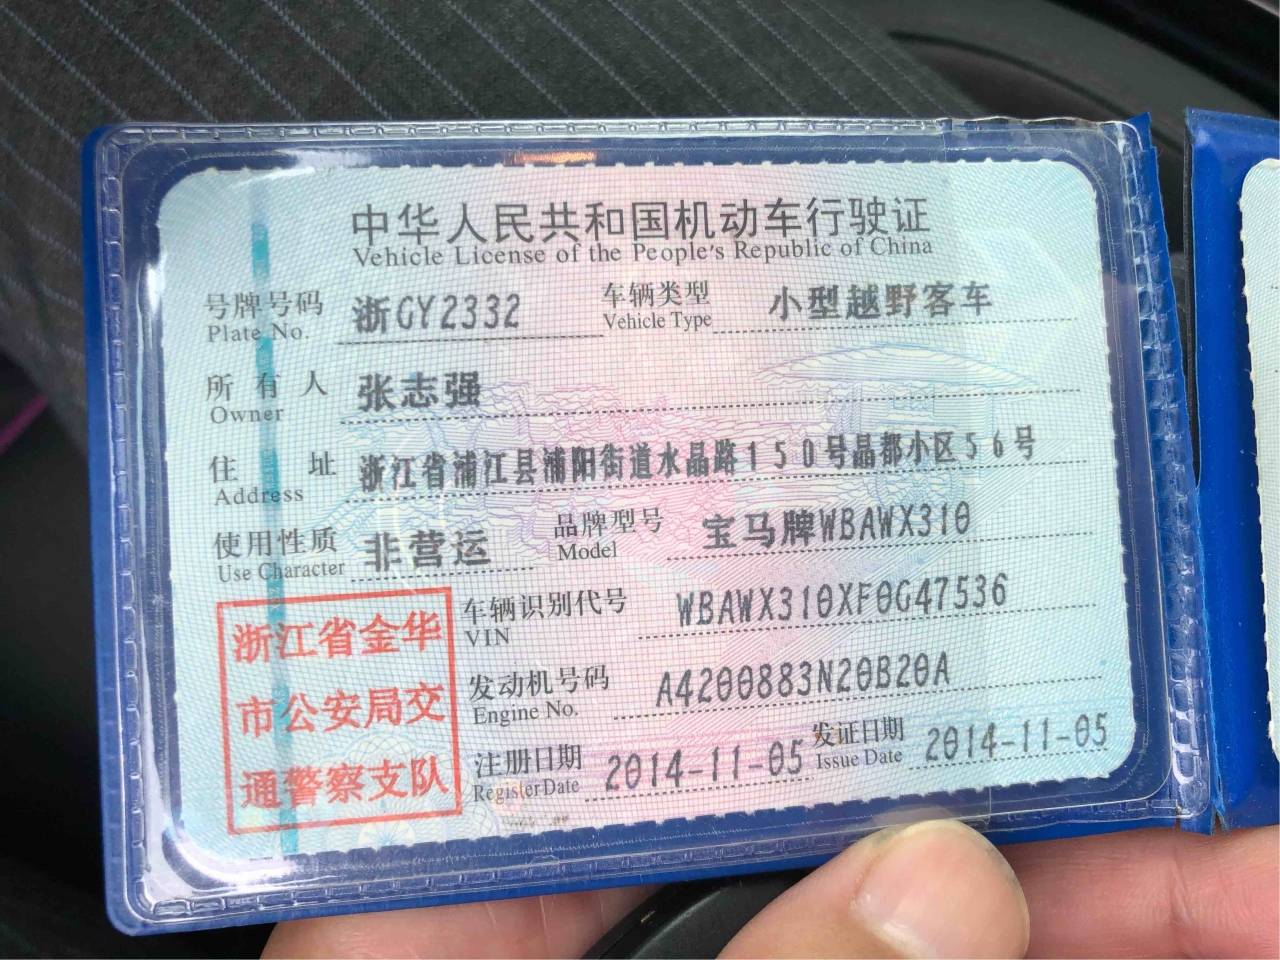 中华人民共和国机动车行驶证
Vehicle License of the People's Republic of China
号牌号码 浙GY2332 车辆类型 小型越野客车
Plate No. Vehicle Type
所有人 张志强
Owner
住址 浙江省浦江县浦阳街道水晶路150号晶都小区56号
Address
使用性质 非营运 品牌型号 宝马牌WBAWX310
Use Character Model
车辆识别代号 WBAWX310XF0G47536
VIN
发动机号码 A4200883N20B20A
Engine No.
注册日期 2014-11-05 发证日期 2014-11-05
Register Date Issue Date
浙江省金华
市公安局交
通警察支队